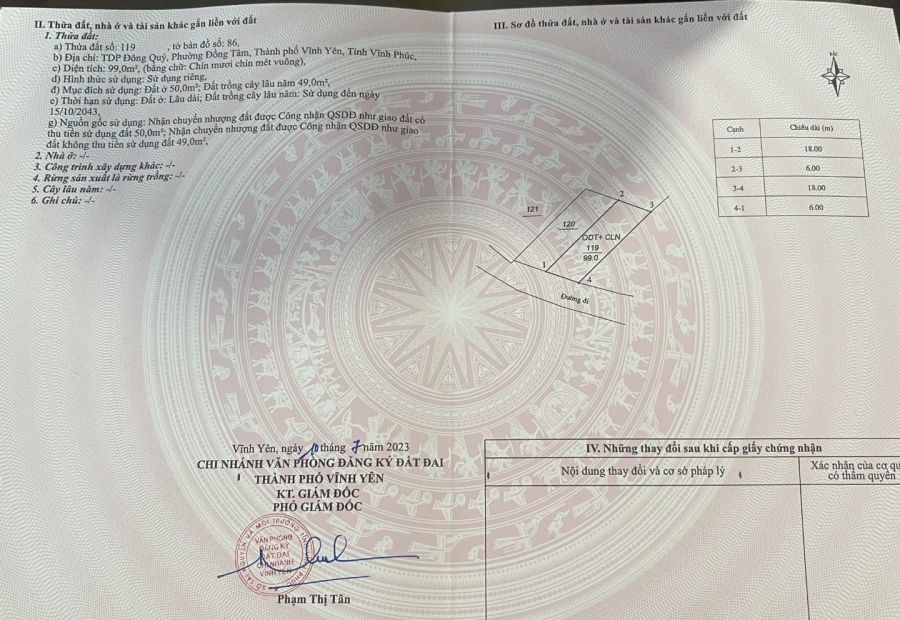 II. Thửa đất, nhà ở và tài sản khác gắn liền với đất
1. Thửa đất:
a) Thửa đất số: 119 , tờ bản đồ số: 86,
b) Địa chỉ: TDP Đông Quý, Phường Đồng Tâm, Thành phố Vĩnh Yên, Tỉnh Vĩnh Phúc,
c) Diện tích: 99,0m², (bằng chữ: Chín mươi chín mét vuông),
d) Hình thức sử dụng: Sử dụng riêng,
đ) Mục đích sử dụng: Đất ở 50,0m²; Đất trồng cây lâu năm 49,0m²,
e) Thời hạn sử dụng: Đất ở: Lâu dài; Đất trồng cây lâu năm: Sử dụng đến ngày
15/10/2043,
g) Nguồn gốc sử dụng: Nhận chuyển nhượng đất được Công nhận QSDĐ như giao đất có
thu tiền sử dụng đất 50,0m²; Nhận chuyển nhượng đất được Công nhận QSDĐ như giao
đất không thu tiền sử dụng đất 49,0m²,
2. Nhà ở: -/-
3. Công trình xây dựng khác: -/-
4. Rừng sản xuất là rừng trồng: -/-
5. Cây lâu năm: -/-
6. Ghi chú: -/-
Vĩnh Yên, ngày 10 tháng 7 năm 2023
CHI NHÁNH VĂN PHÒNG ĐĂNG KÝ ĐẤT ĐAI
THÀNH PHỐ VĨNH YÊN
KT. GIÁM ĐỐC
PHÓ GIÁM ĐỐC
VĂN PHÒNG
ĐĂNG KÝ
ĐẤT ĐAI
CHI NHÁNH
VĨNH YÊN
Phạm Thị Tân
III. Sơ đồ thửa đất, nhà ở và tài sản khác gắn liền với đất
Cạnh Chiều dài (m)
1-2 18.00
2-3 6.00
3-4 18.00
4-1 6.00
121
120
2
3
ODT+ CLN
119
99.0
1
4
Đường đi
IV. Những thay đổi sau khi cấp giấy chứng nhận
Nội dung thay đổi và cơ sở pháp lý
Xác nhận của cơ qu
có thẩm quyền